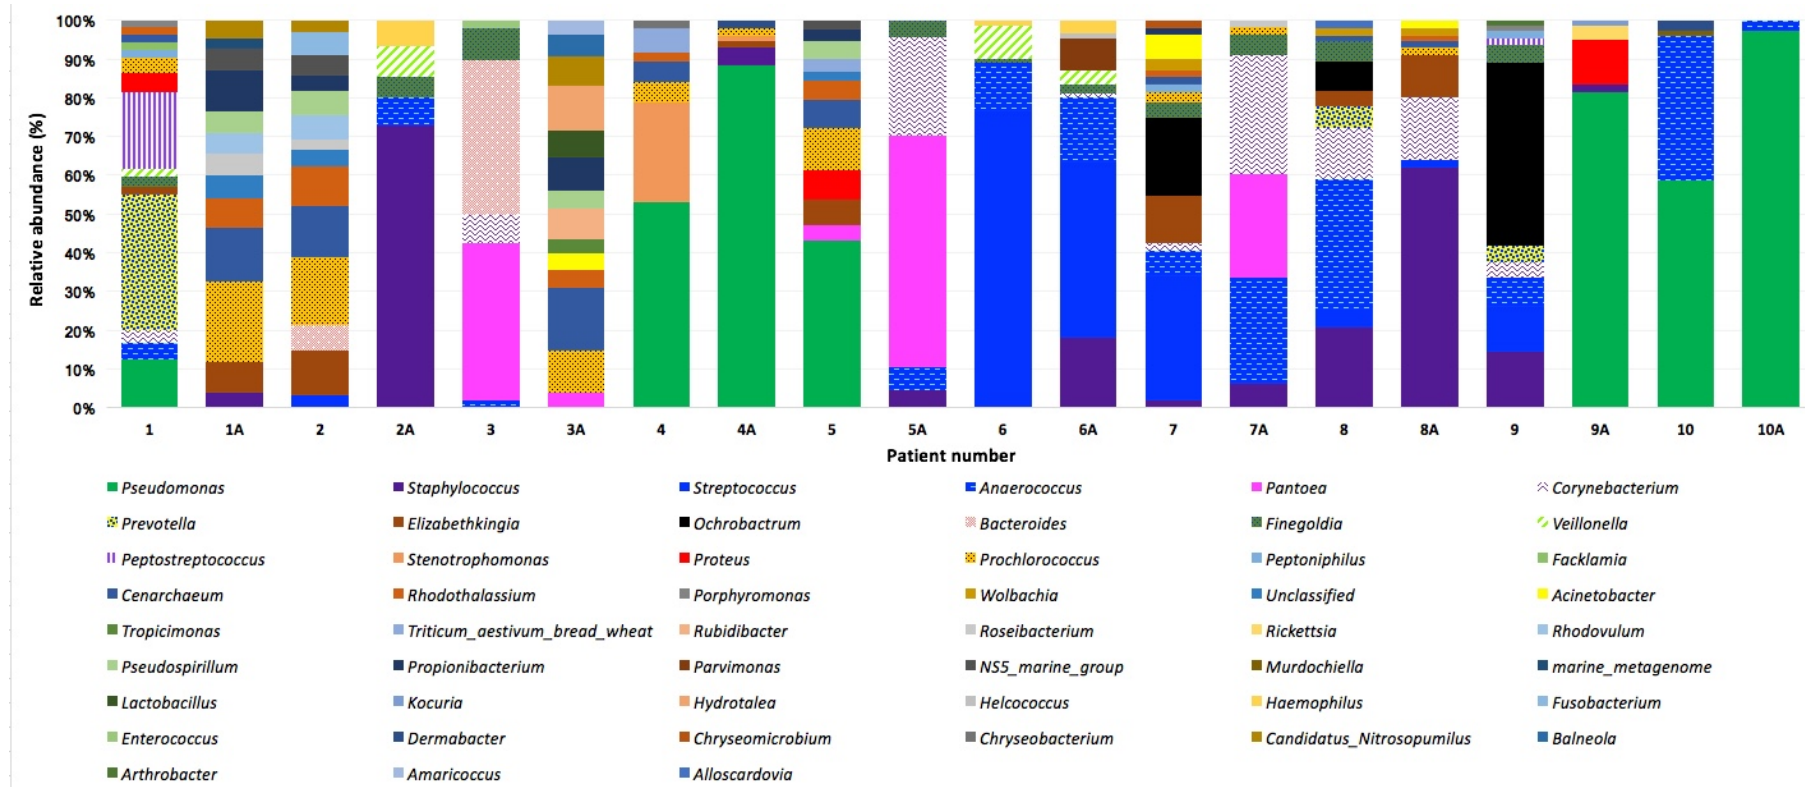 100%
90%
80%
70%
60%
50%
40%
30%
20%
10%
0%
Relative abundance (%)
1 1A 2 2A 3 3A 4 4A 5 5A 6 6A 7 7A 8 8A 9 9A 10 10A
Patient number
Pseudomonas Staphylococcus Streptococcus Anaerococcus Pantoea Corynebacterium
Prevotella Elizabethkingia Ochrobactrum Bacteroides Finegoldia Veillonella
Peptostreptococcus Stenotrophomonas Proteus Prochlorococcus Peptoniphilus Facklamia
Cenarchaeum Rhodothalassium Porphyromonas Wolbachia Unclassified Acinetobacter
Tropicimonas Triticum_aestivum_bread_wheat Rubidibacter Roseibacterium Rickettsia Rhodovulum
Pseudospirillum Propionibacterium Parvimonas NS5_marine_group Murdochiella marine_metagenome
Lactobacillus Kocuria Hydrotalea Helcococcus Haemophilus Fusobacterium
Enterococcus Dermabacter Chryseomicrobium Chryseobacterium Candidatus_Nitrosopumilus Balneola
Arthrobacter Amaricoccus Alloscardovia